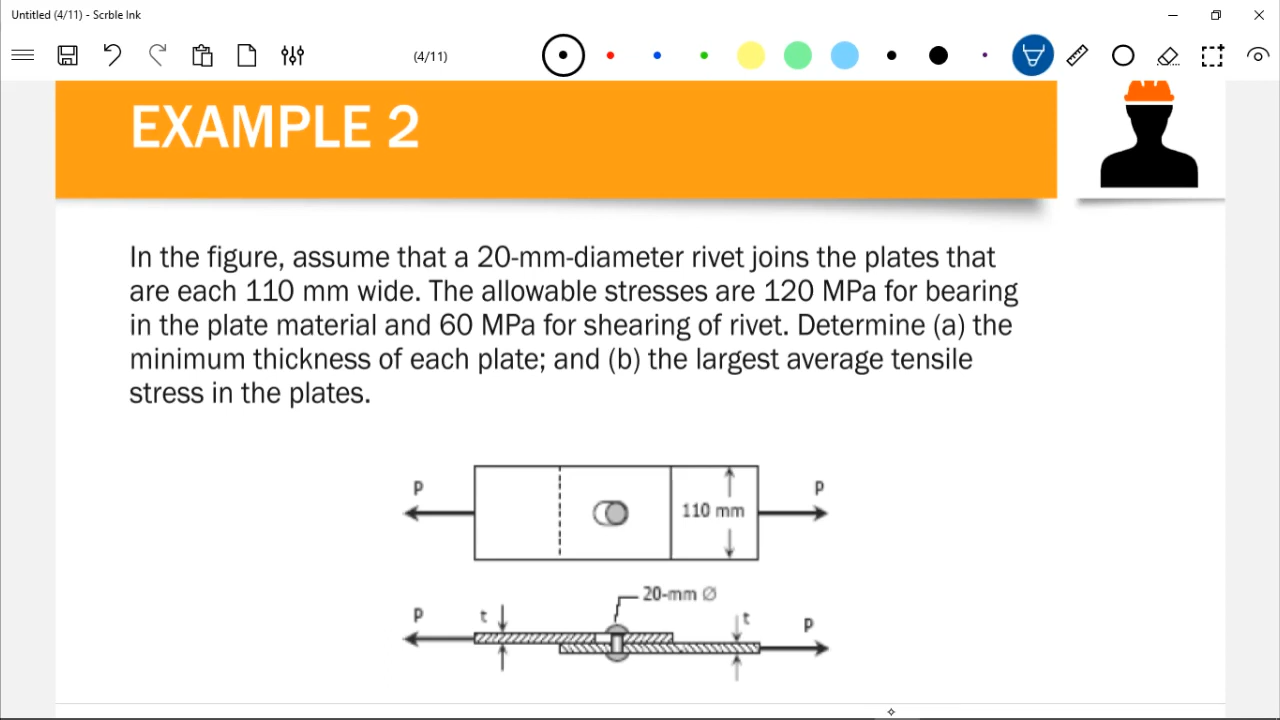 Untitled (4/11) - Scrble Ink
(4/11)
EXAMPLE 2
In the figure, assume that a 20-mm-diameter rivet joins the plates that
are each 110 mm wide. The allowable stresses are 120 MPa for bearing
in the plate material and 60 MPa for shearing of rivet. Determine (a) the
minimum thickness of each plate; and (b) the largest average tensile
stress in the plates.
P
P
110 mm
20-mm Ø
P
t
t
P